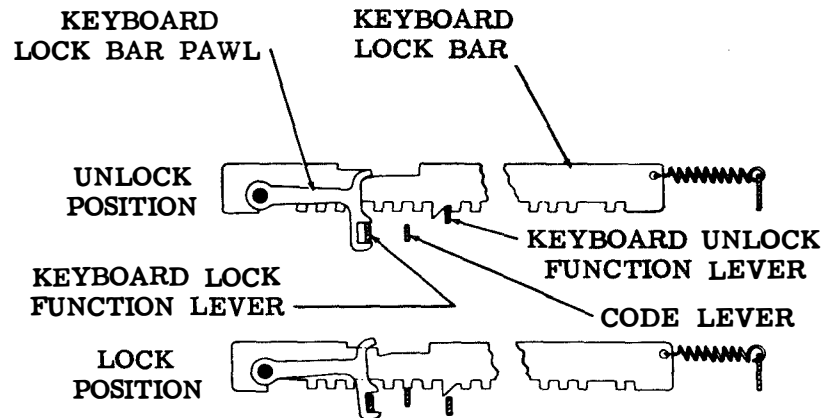 KEYBOARD
LOCK BAR PAWL
KEYBOARD
LOCK BAR
UNLOCK
POSITION
KEYBOARD UNLOCK
FUNCTION LEVER
KEYBOARD LOCK
FUNCTION LEVER
CODE LEVER
LOCK
POSITION